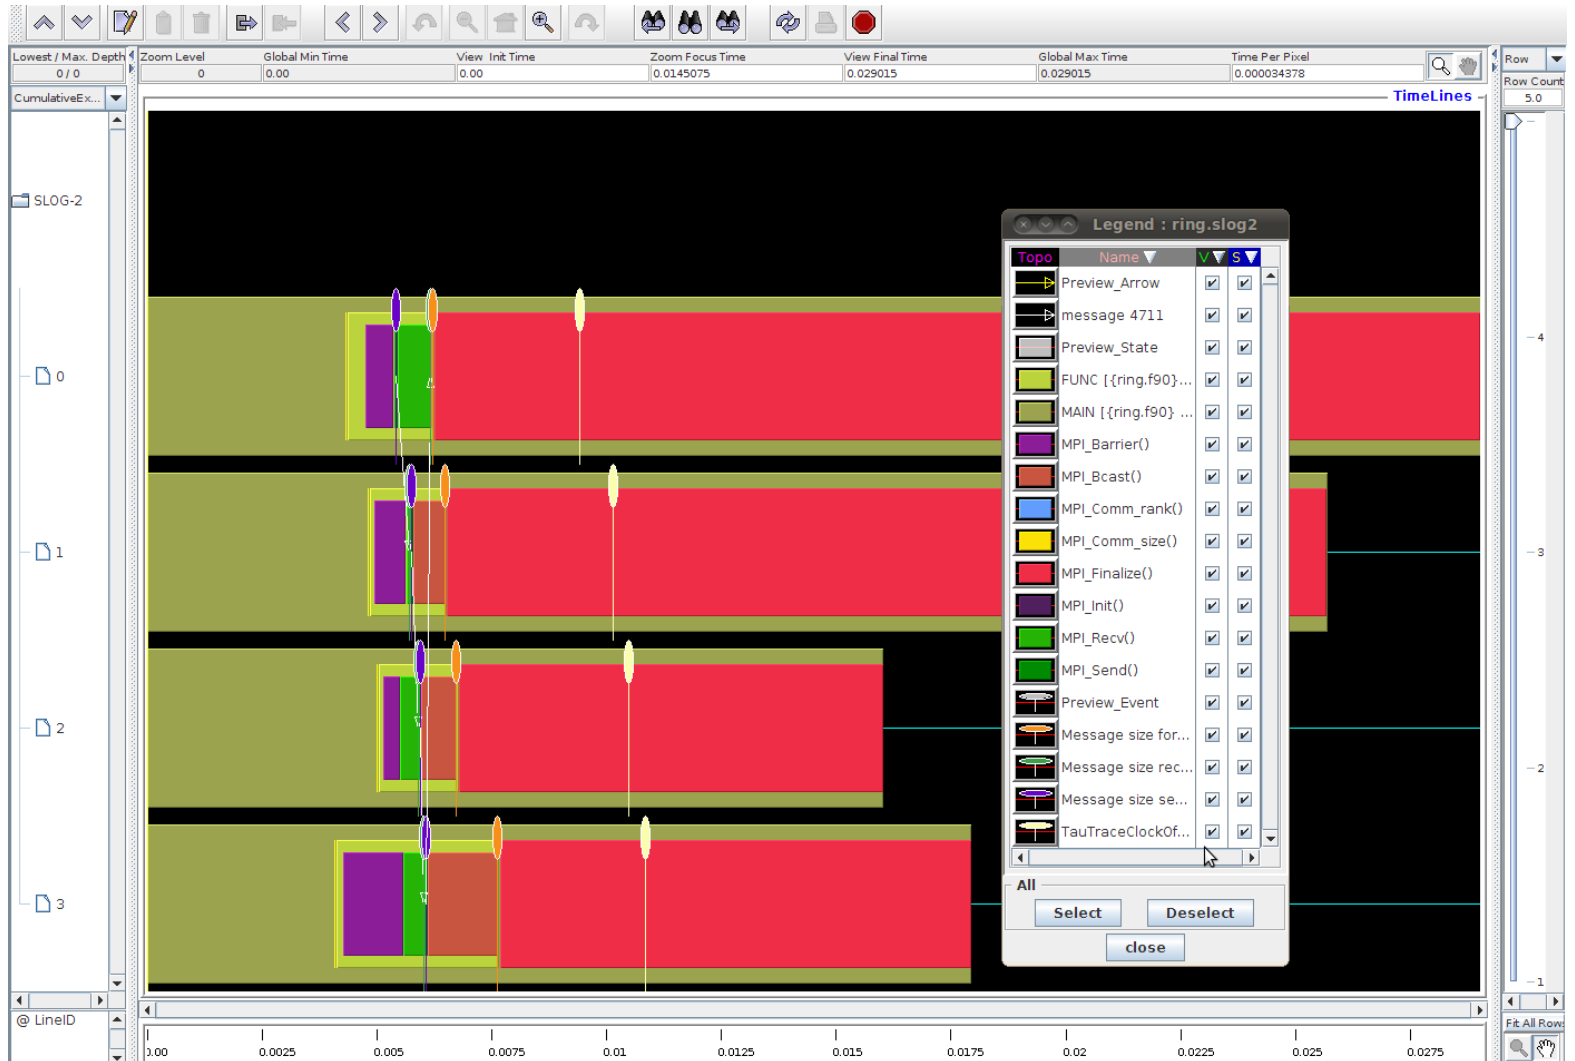 Lowest / Max. Depth
0 / 0
Zoom Level
0
Global Min Time
0.00
View Init Time
0.00
Zoom Focus Time
0.0145075
View Final Time
0.029015
Global Max Time
0.029015
Time Per Pixel
0.000034378
Row
Row Count
5.0
CumulativeEx...
TimeLines
SLOG-2
0
1
2
3
Legend : ring.slog2
Topo Name V S
Preview_Arrow
message 4711
Preview_State
FUNC [{ring.f90}...
MAIN [{ring.f90} ...
MPI_Barrier()
MPI_Bcast()
MPI_Comm_rank()
MPI_Comm_size()
MPI_Finalize()
MPI_Init()
MPI_Recv()
MPI_Send()
Preview_Event
Message size for...
Message size rec...
Message size se...
TauTraceClockOf...
All
Select
Deselect
close
4
3
2
1
@ LineID
0.0025 0.005 0.0075 0.01 0.0125 0.015 0.0175 0.02 0.0225 0.025 0.0275
Fit All Row